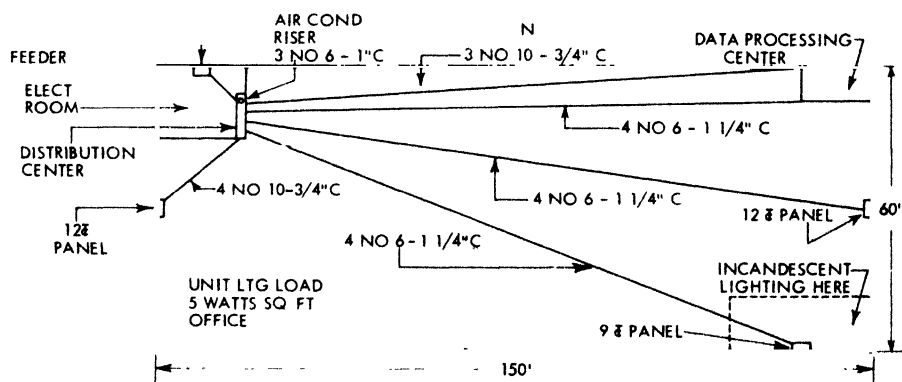 AIR COND
RISER
3 NO 6 - 1"C
N
3 NO 10 - 3/4" C
DATA PROCESSING
CENTER
FEEDER
ELECT
ROOM
4 NO 6 - 1 1/4" C
DISTRIBUTION
CENTER
4 NO 10-3/4"C
4 NO 6 - 1 1/4" C
12 PANEL
60'
12
PANEL
4 NO 6-1 1/4"C
UNIT LTG LOAD
5 WATTS SQ FT
OFFICE
INCANDESCENT
LIGHTING HERE
9 PANEL
150'